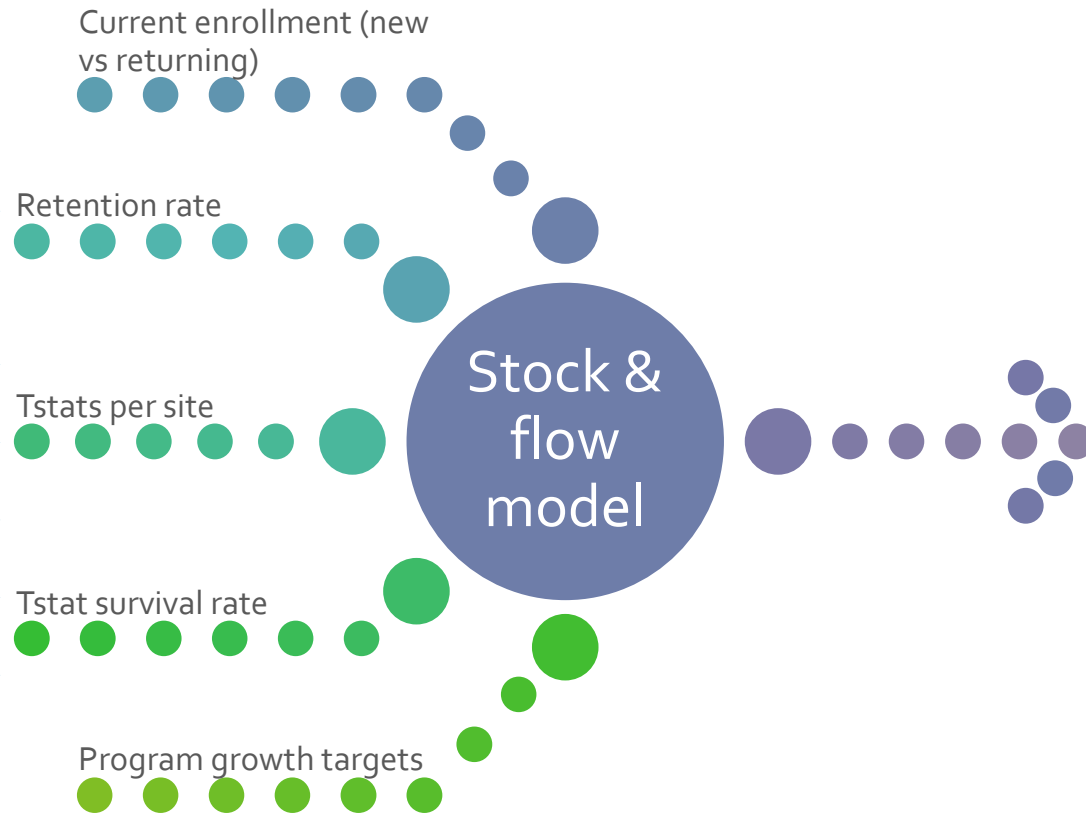 Current enrollment (new
vs returning)
Retention rate
Tstats per site
Stock &
flow
model
Tstat survival rate
Program growth targets